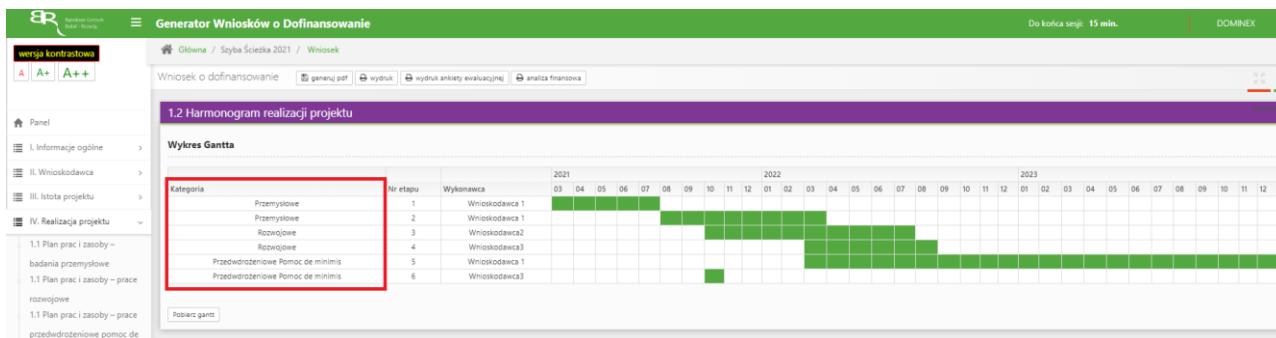 Narodowe Centrum
Badań i Rozwoju
Generator Wniosków o Dofinansowanie
Do końca sesji: 15 min.
DOMINEX
wersja kontrastowa
A A+ A++
Główna / Szyba Ścieżka 2021 / Wniosek
Wniosek o dofinansowanie generuj pdf wydruk wydruk ankiety ewaluacyjnej analiza finansowa
Panel
I. Informacje ogólne
II. Wnioskodawca
III. Istota projektu
IV. Realizacja projektu
1.1 Plan prac i zasoby –
badania przemysłowe
1.1 Plan prac i zasoby – prace
rozwojowe
1.1 Plan prac i zasoby – prace
przedwdrożeniowe pomoc de
1.2 Harmonogram realizacji projektu
Wykres Gantta
2021 2022 2023
Kategoria Nr etapu Wykonawca 03 04 05 06 07 08 09 10 11 12 01 02 03 04 05 06 07 08 09 10 11 12 01 02 03 04 05 06 07 08 09 10 11 12
Przemysłowe 1 Wnioskodawca 1
Przemysłowe 2 Wnioskodawca 1
Rozwojowe 3 Wnioskodawca2
Rozwojowe 4 Wnioskodawca3
Przedwdrożeniowe Pomoc de minimis 5 Wnioskodawca 1
Przedwdrożeniowe Pomoc de minimis 6 Wnioskodawca3
Pobierz gantt